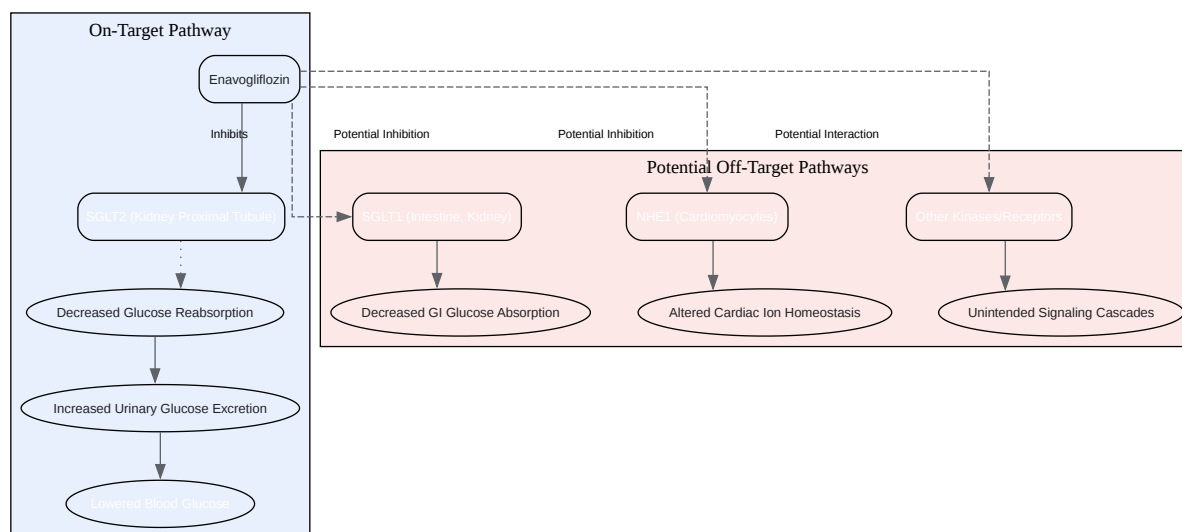 On-Target Pathway
Enavogliflozin
Inhibits
Potential Inhibition
Potential Inhibition
Potential Interaction
Potential Off-Target Pathways
SGLT2 (Kidney Proximal Tubule)
SGLT1 (Intestine, Kidney)
NHE1 (Cardiomyocytes)
Other Kinases/Receptors
Decreased Glucose Reabsorption
Decreased GI Glucose Absorption
Altered Cardiac Ion Homeostasis
Unintended Signaling Cascades
Increased Urinary Glucose Excretion
Lowered Blood Glucose